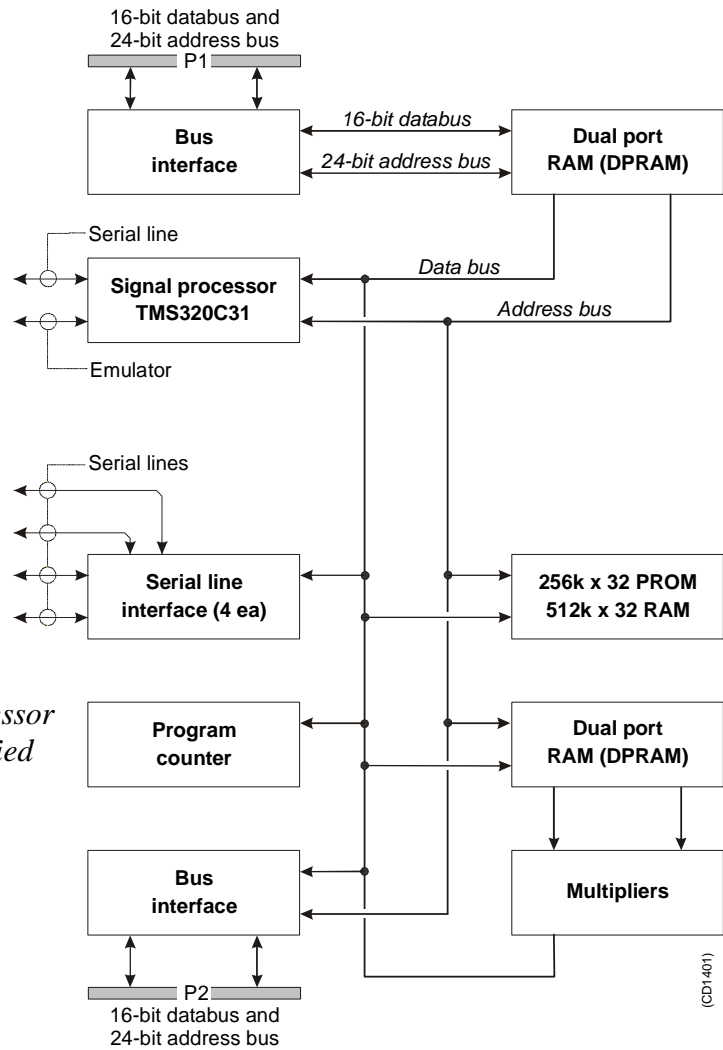 16-bit databus and
24-bit address bus
P1
Bus
interface
16-bit databus
24-bit address bus
Dual port
RAM (DPRAM)
Serial line
Signal processor
TMS320C31
Data bus
Address bus
Emulator
Serial lines
Serial line
interface (4 ea)
256k x 32 PROM
512k x 32 RAM
ssor
ied
Program
counter
Dual port
RAM (DPRAM)
Bus
interface
Multipliers
P2
16-bit databus and
24-bit address bus
(CD1401)